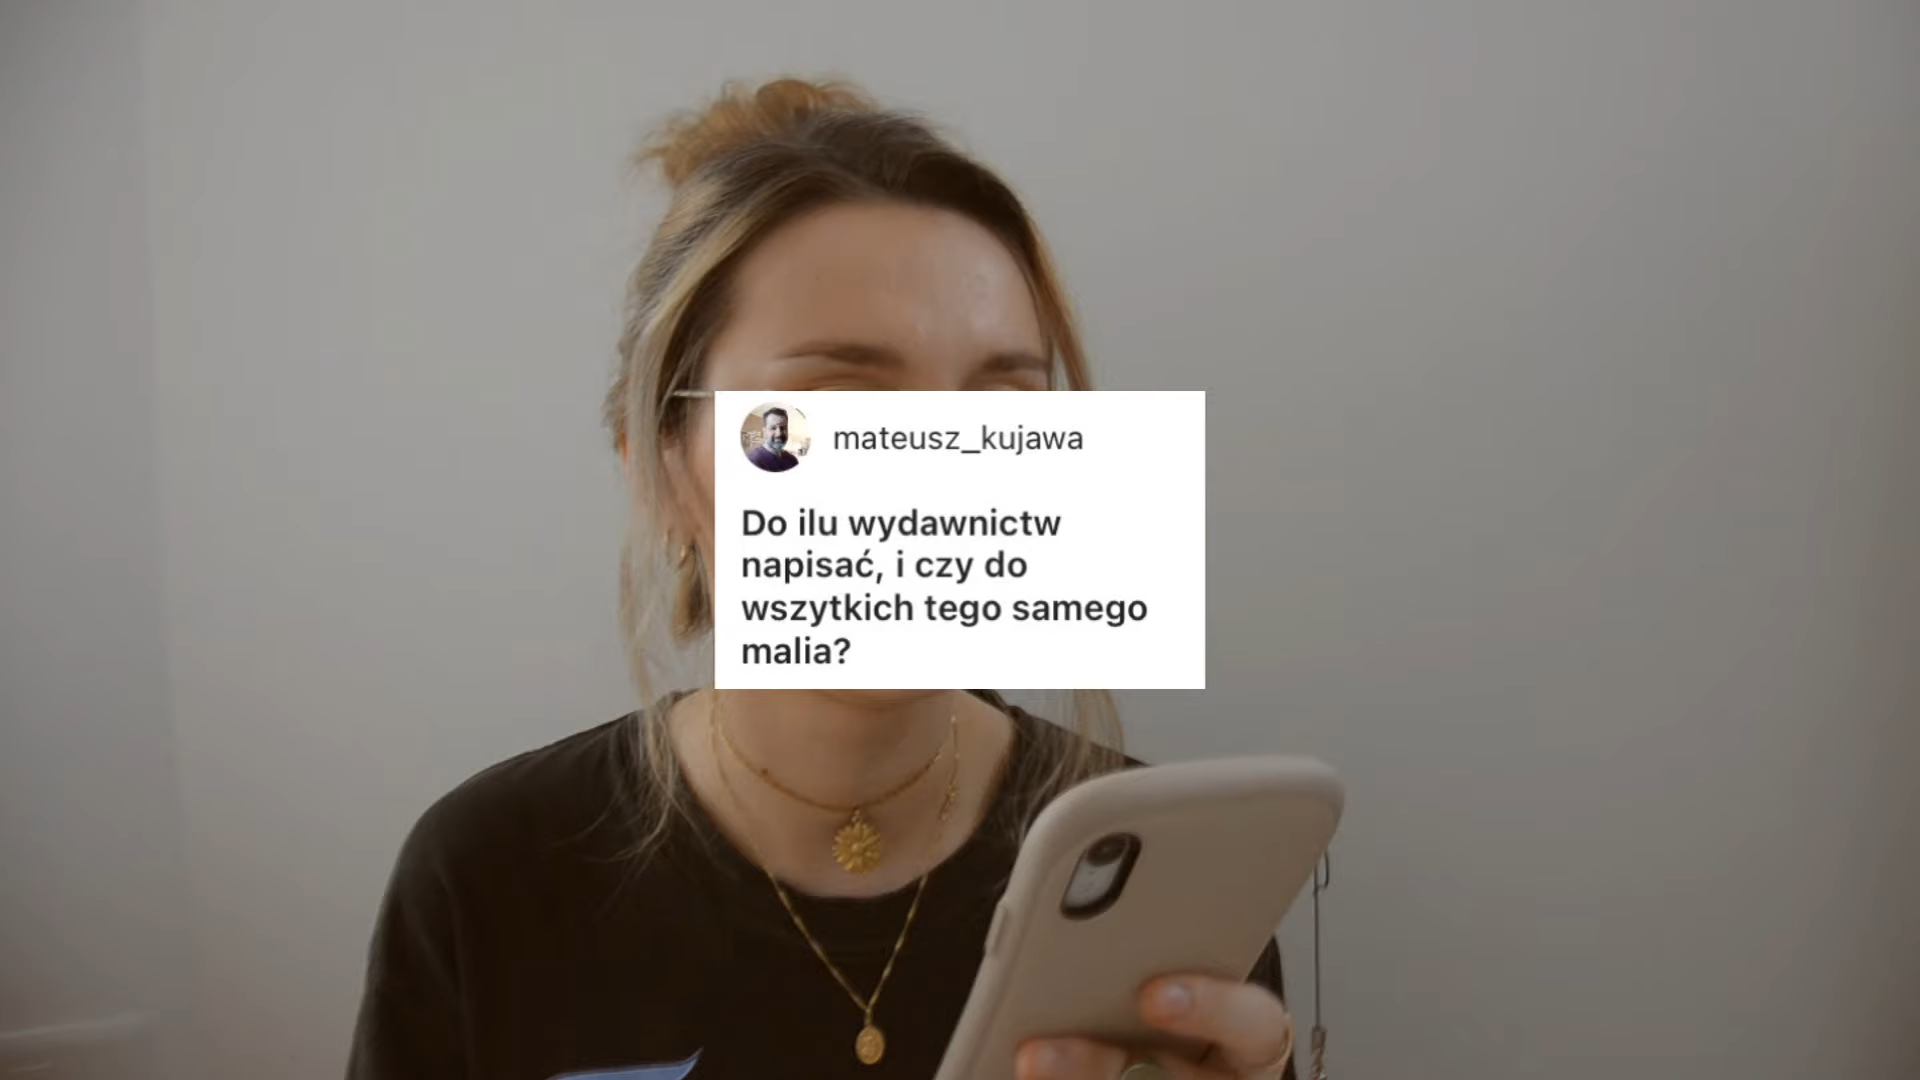 mateusz_kujawa
Do ilu wydawnictw
napisać, i czy do
wszytkich tego samego
malia?